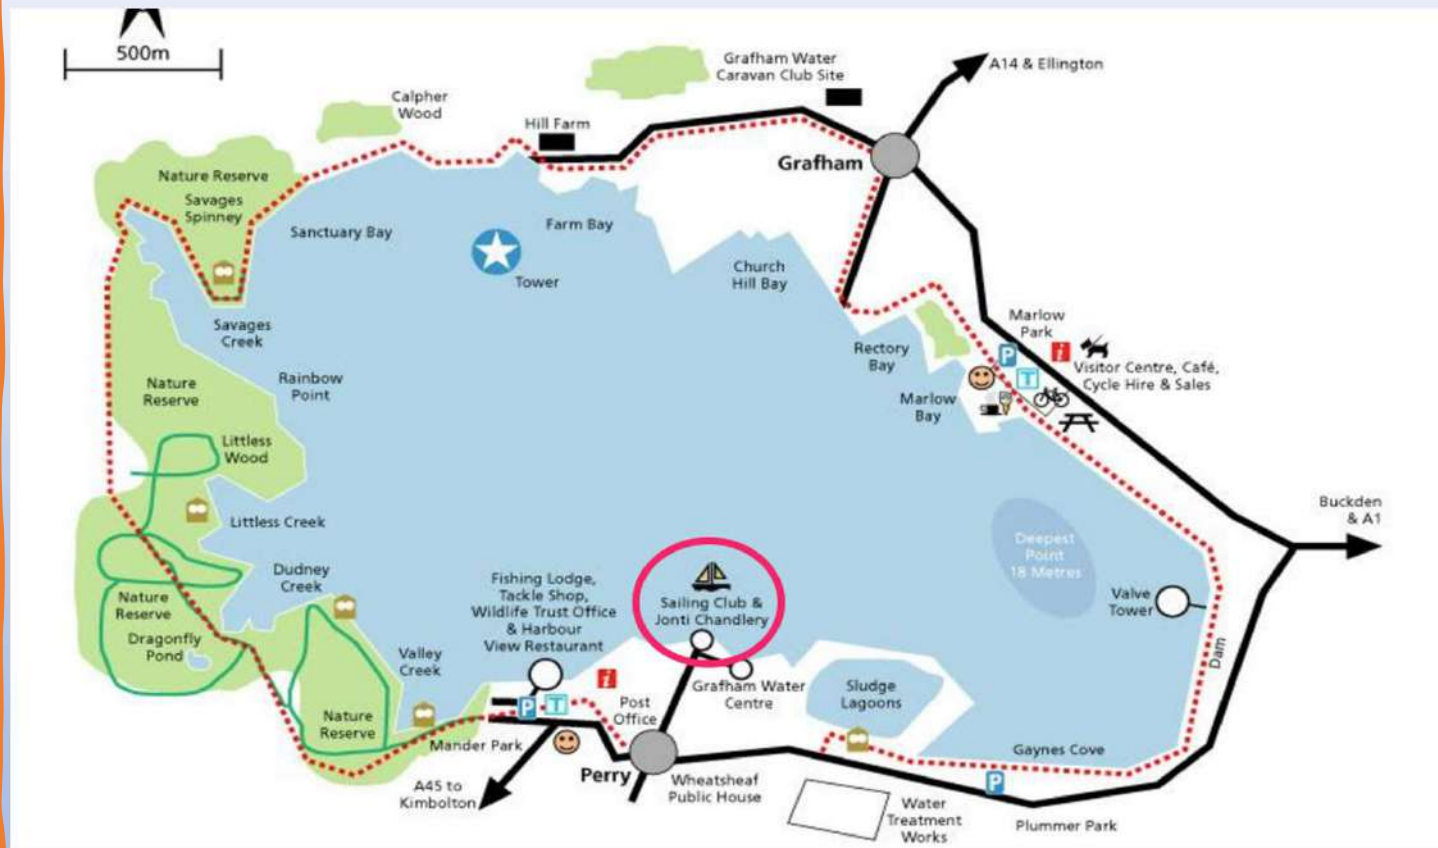 500m
Grafham Water
Caravan Club Site
A14 & Ellington
Calpher
Wood
Hill Farm
Grafham
Nature Reserve
Savages
Spinney
Sanctuary Bay
Farm Bay
Tower
Church
Hill Bay
Savages
Creek
Marlow
Park
P
i
Visitor Centre, Café,
Cycle Hire & Sales
T
Rectory
Bay
Marlow
Bay
Rainbow
Point
Nature
Reserve
Littless
Wood
Littless Creek
Buckden
& A1
Deepest
Point
18 Metres
Dudney
Creek
Fishing Lodge,
Tackle Shop,
Wildlife Trust Office
& Harbour
View Restaurant
Sailing Club &
Jonti Chandlery
Valve
Tower
Nature
Reserve
Dragonfly
Pond
Valley
Creek
i
Grafham Water
Centre
Sludge
Lagoons
Dam
P
T
Post
Office
Nature
Reserve
Mander Park
Gaynes Cove
Perry
Wheatsheaf
Public House
P
A45 to
Kimbolton
Water
Treatment
Works
Plummer Park